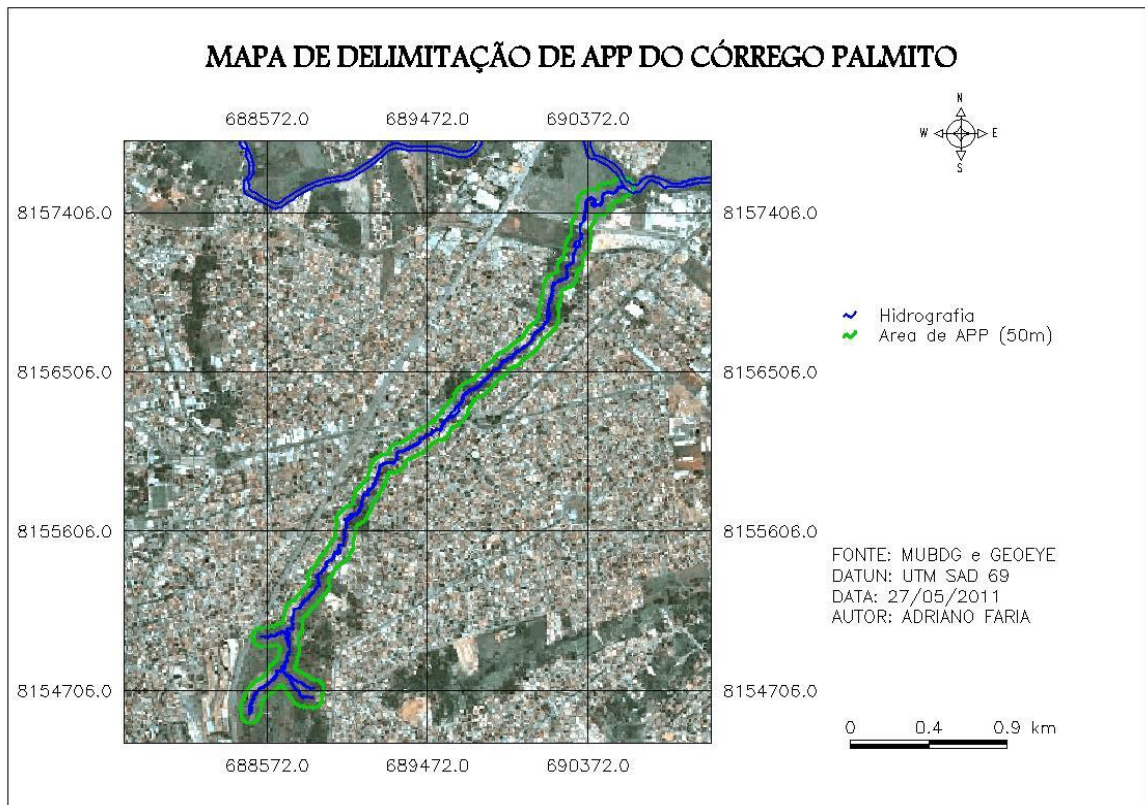 MAPA DE DELIMITAÇÃO DE APP DO CÓRREGO PALMITO
688572.0 689472.0 690372.0
N
W E
S
8157406.0 8157406.0
Hidrografia
Area de APP (50m)
8156506.0 8156506.0
8155606.0 8155606.0
FONTE: MUBDG e GEOEYE
DATUN: UTM SAD 69
DATA: 27/05/2011
AUTOR: ADRIANO FARIA
8154706.0 8154706.0
0 0.4 0.9 km
688572.0 689472.0 690372.0